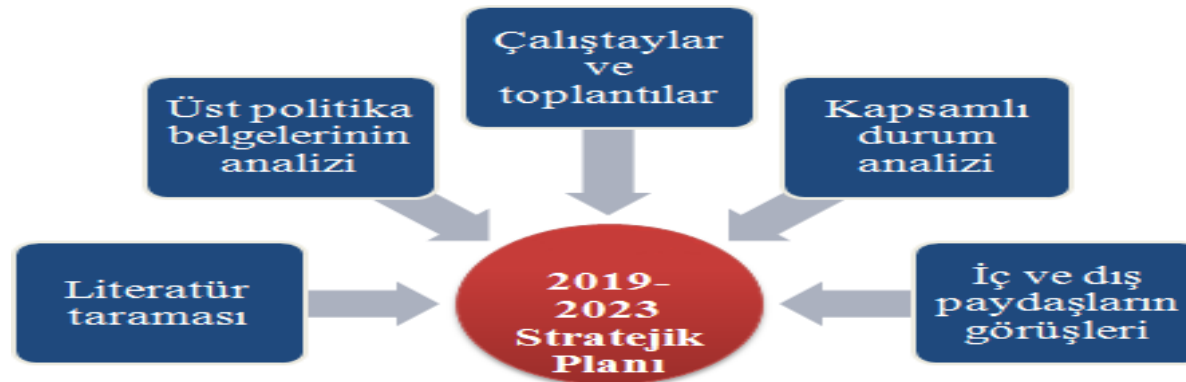 Çalıştaylar
ve
toplantılar
Üst politika
belgelerinin
analizi
Kapsamlı
durum
analizi
Literatür
taraması
2019-
2023
Stratejik
Planı
İç ve dış
paydaşların
görüşleri